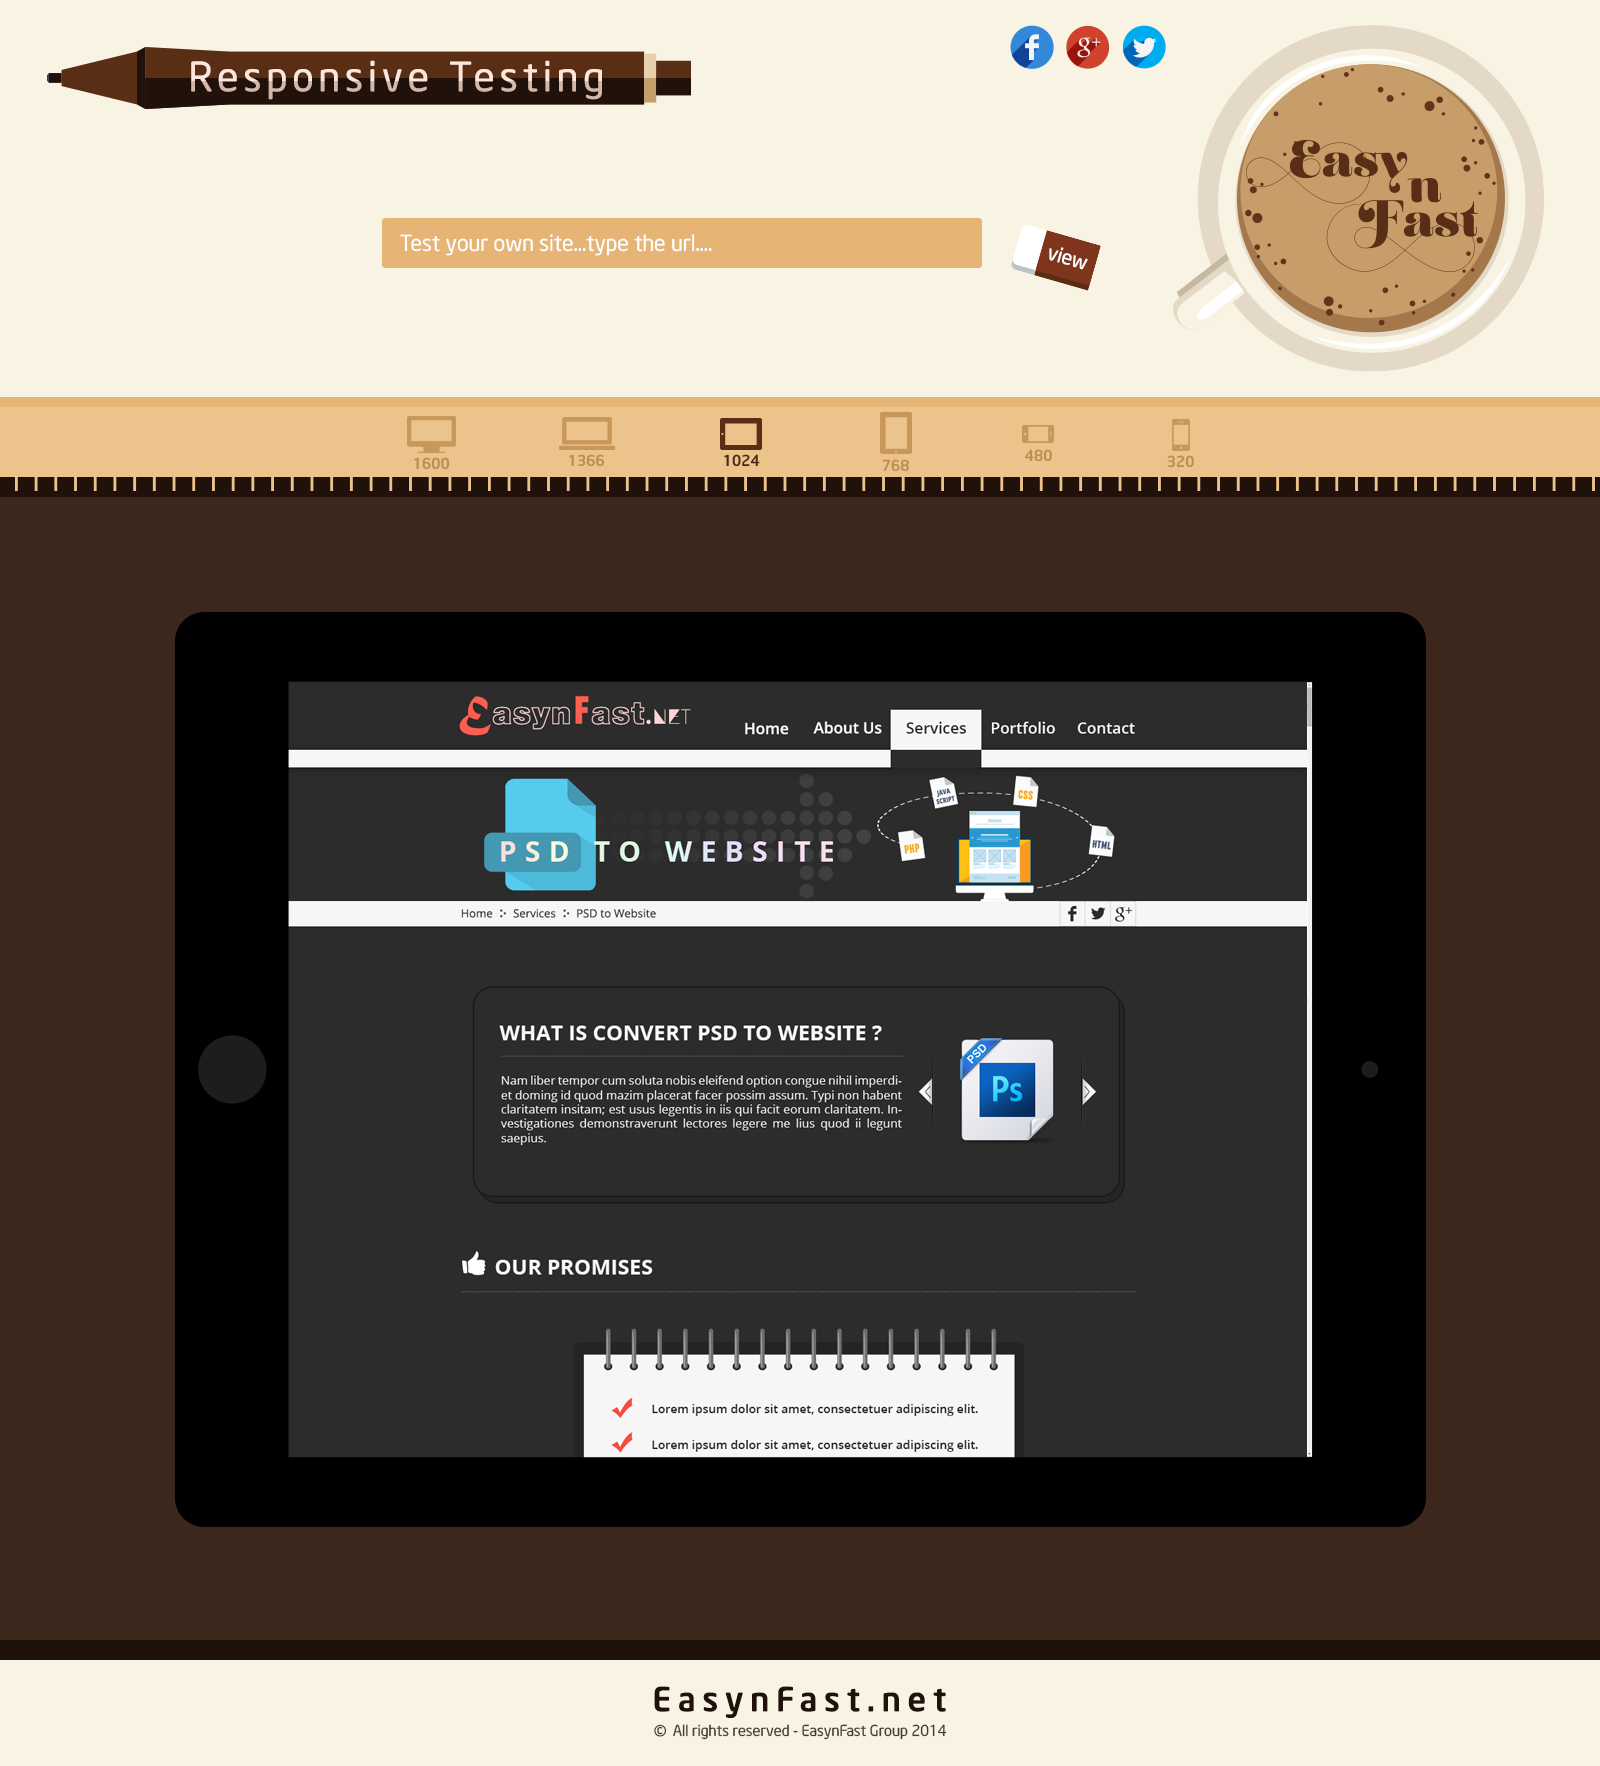 Responsive Testing
Easy
n
Fast
Test your own site...type the url....
view
1600
1366
1024
768
480
320
EasynFast.NET
Home
About Us
Services
Portfolio
Contact
JAVA
SCRIPT
CSS
PHP
HTML
PSD TO WEBSITE
Home :• Services :• PSD to Website
WHAT IS CONVERT PSD TO WEBSITE ?
Nam liber tempor cum soluta nobis eleifend option congue nihil imperdi-
et doming id quod mazim placerat facer possim assum. Typi non habent
claritatem insitam; est usus legentis in iis qui facit eorum claritatem. In-
vestigationes demonstraverunt lectores legere me lius quod ii legunt
saepius.
PSD
Ps
OUR PROMISES
Lorem ipsum dolor sit amet, consectetuer adipiscing elit.
Lorem ipsum dolor sit amet, consectetuer adipiscing elit.
EasynFast.net
© All rights reserved - EasynFast Group 2014